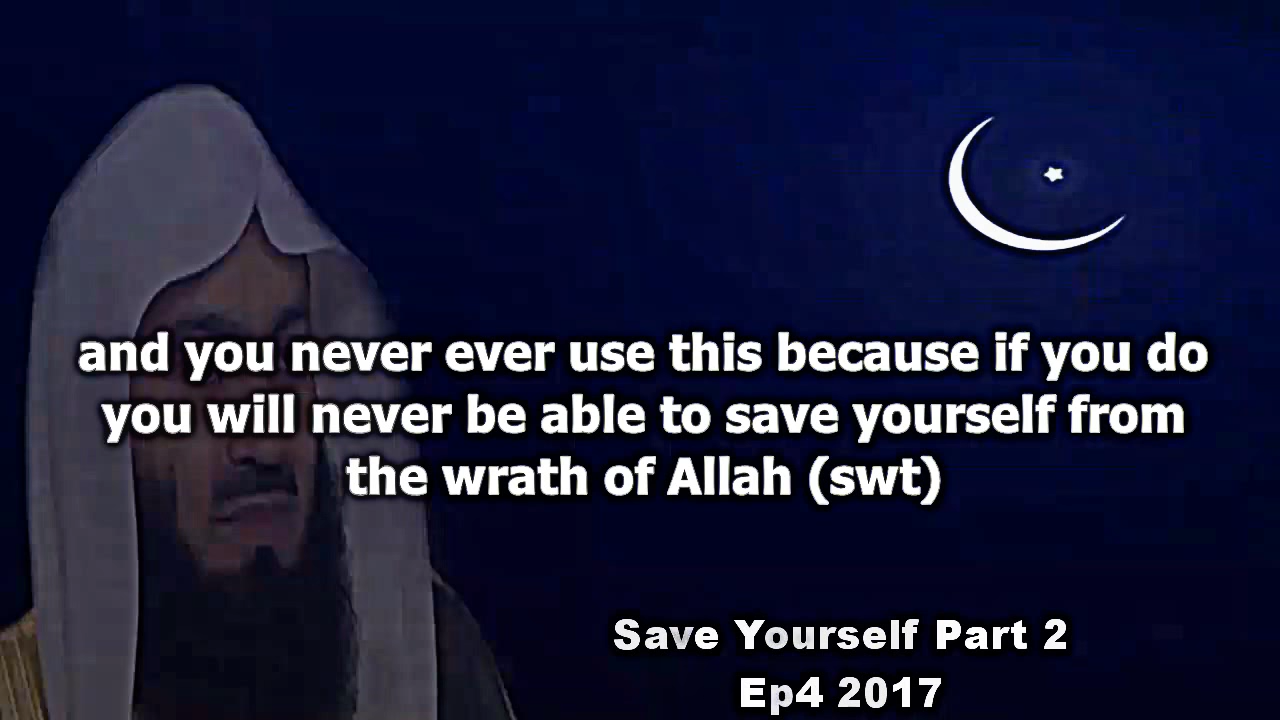 and you never ever use this because if you do
you will never be able to save yourself from
the wrath of Allah (swt)
Save Yourself Part 2
Ep4 2017